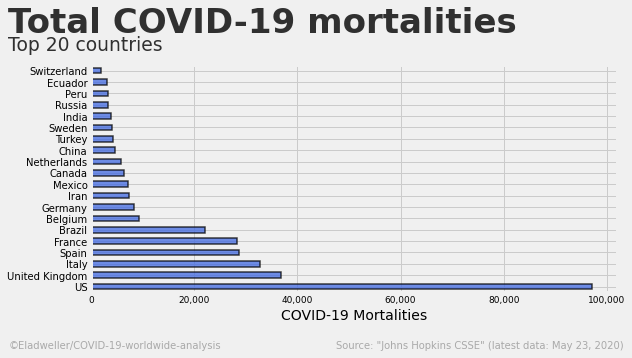 Total COVID-19 mortalities
Top 20 countries
Switzerland
Ecuador
Peru
Russia
India
Sweden
Turkey
China
Netherlands
Canada
Mexico
Iran
Germany
Belgium
Brazil
France
Spain
Italy
United Kingdom
US
0 20,000 40,000 60,000 80,000 100,000
COVID-19 Mortalities
©Eladweller/COVID-19-worldwide-analysis Source: "Johns Hopkins CSSE" (latest data: May 23, 2020)